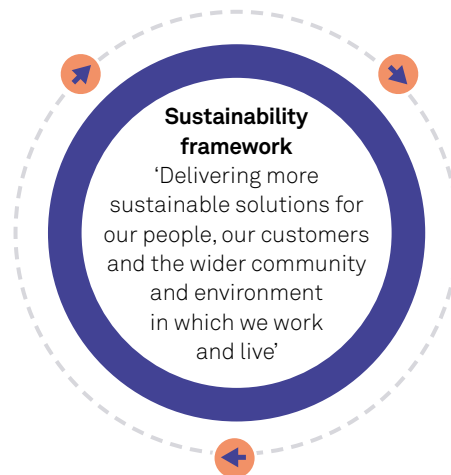 Sustainability
framework
‘Delivering more
sustainable solutions for
our people, our customers
and the wider community
and environment
in which we work
and live’